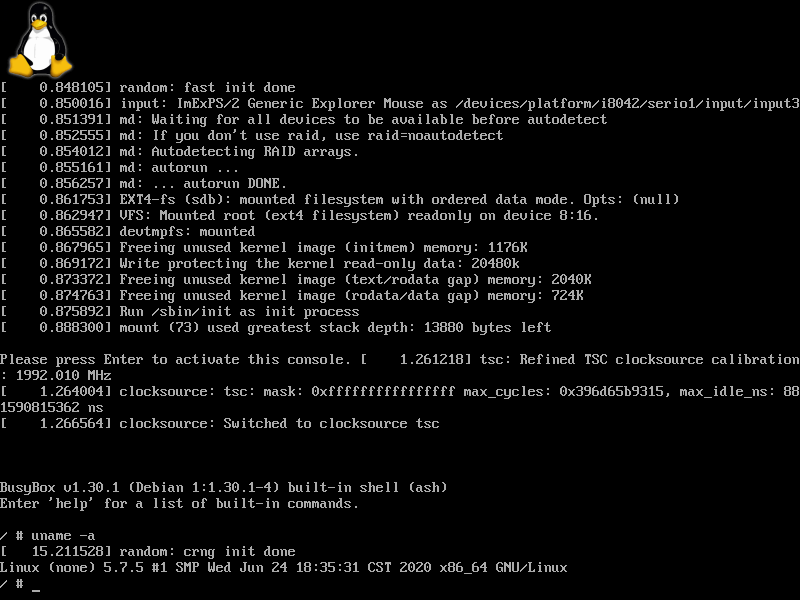 [    0.848105] random: fast init done
[    0.850016] input: ImExPS/2 Generic Explorer Mouse as /devices/platform/i8042/serio1/input/input3
[    0.851391] md: Waiting for all devices to be available before autodetect
[    0.852555] md: If you don't use raid, use raid=noautodetect
[    0.854012] md: Autodetecting RAID arrays.
[    0.855161] md: autorun ...
[    0.856257] md: ... autorun DONE.
[    0.861753] EXT4-fs (sdb): mounted filesystem with ordered data mode. Opts: (null)
[    0.862947] VFS: Mounted root (ext4 filesystem) readonly on device 8:16.
[    0.865582] devtmpfs: mounted
[    0.867965] Freeing unused kernel image (initmem) memory: 1176K
[    0.869172] Write protecting the kernel read-only data: 20480k
[    0.873372] Freeing unused kernel image (text/rodata gap) memory: 2040K
[    0.874763] Freeing unused kernel image (rodata/data gap) memory: 724K
[    0.875892] Run /sbin/init as init process
[    0.888300] mount (73) used greatest stack depth: 13880 bytes left
Please press Enter to activate this console. [    1.261218] tsc: Refined TSC clocksource calibration
: 1992.010 MHz
[    1.264004] clocksource: tsc: mask: 0xffffffffffffffff max_cycles: 0x396d65b9315, max_idle_ns: 88
1590815362 ns
[    1.266564] clocksource: Switched to clocksource tsc
BusyBox v1.30.1 (Debian 1:1.30.1-4) built-in shell (ash)
Enter 'help' for a list of built-in commands.
/ # uname -a
[   15.211528] random: crng init done
Linux (none) 5.7.5 #1 SMP Wed Jun 24 18:35:31 CST 2020 x86_64 GNU/Linux
/ # _